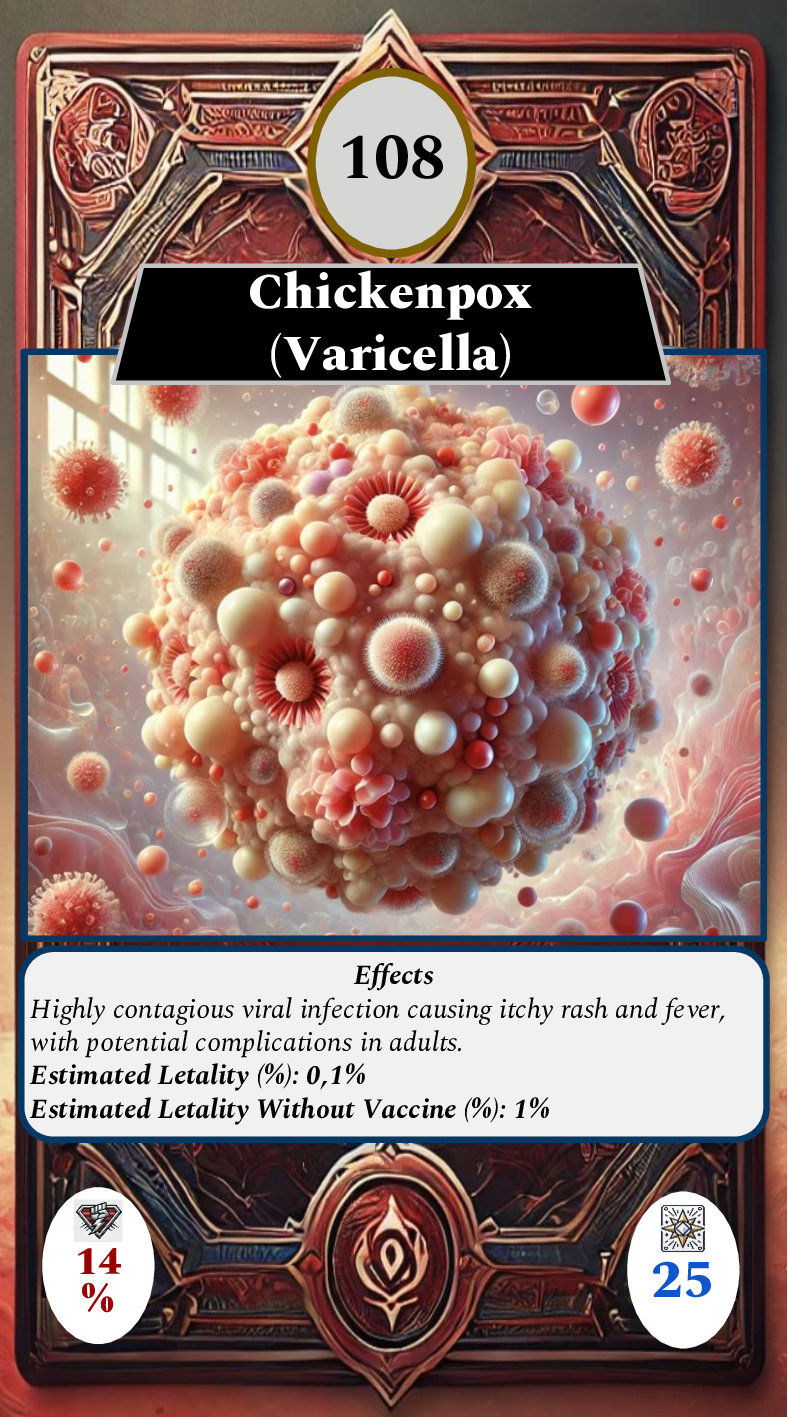 108
Chickenpox
(Varicella)
Effects
Highly contagious viral infection causing itchy rash and fever,
with potential complications in adults.
Estimated Letality (%): 0,1%
Estimated Letality Without Vaccine (%): 1%
14
%
25